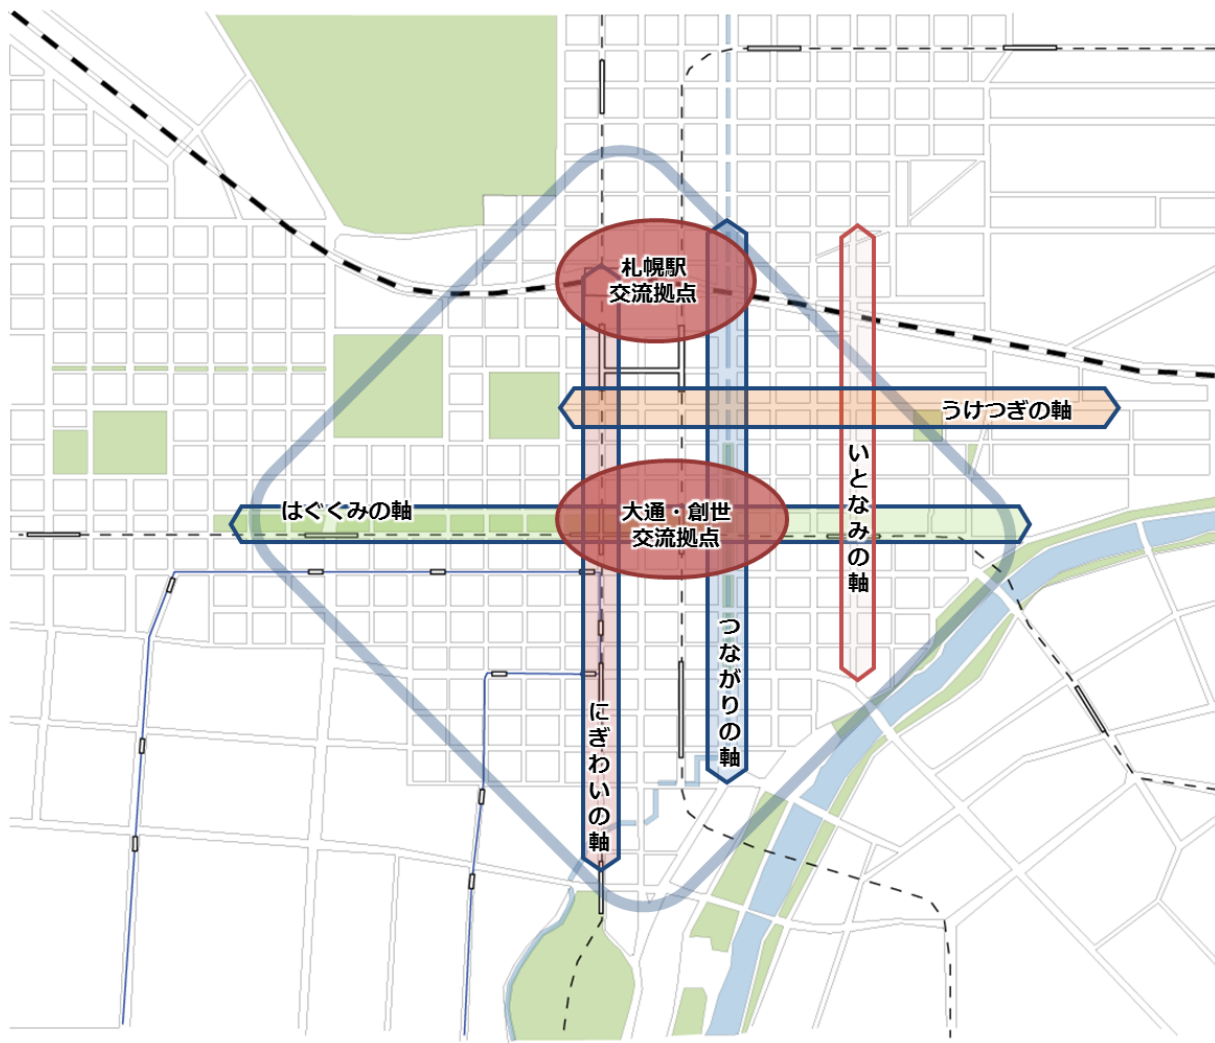 札幌駅
交流拠点
うけつぎの軸
はぐくみの軸
大通・創世
交流拠点
いとなみの軸
つながりの軸
にぎわいの軸